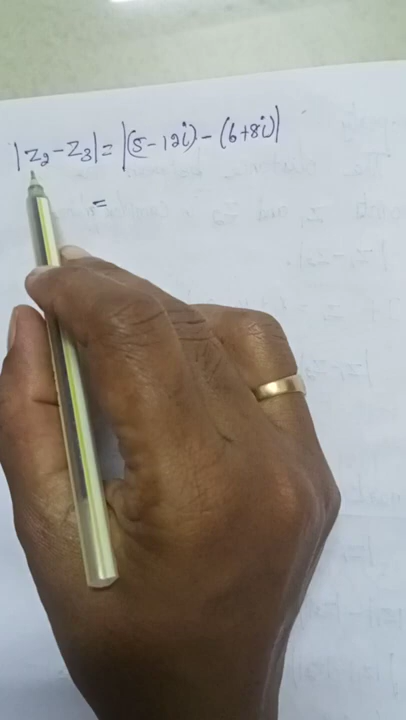 |z₂-z₃| = |(5-12i)-(6+8i)|
=